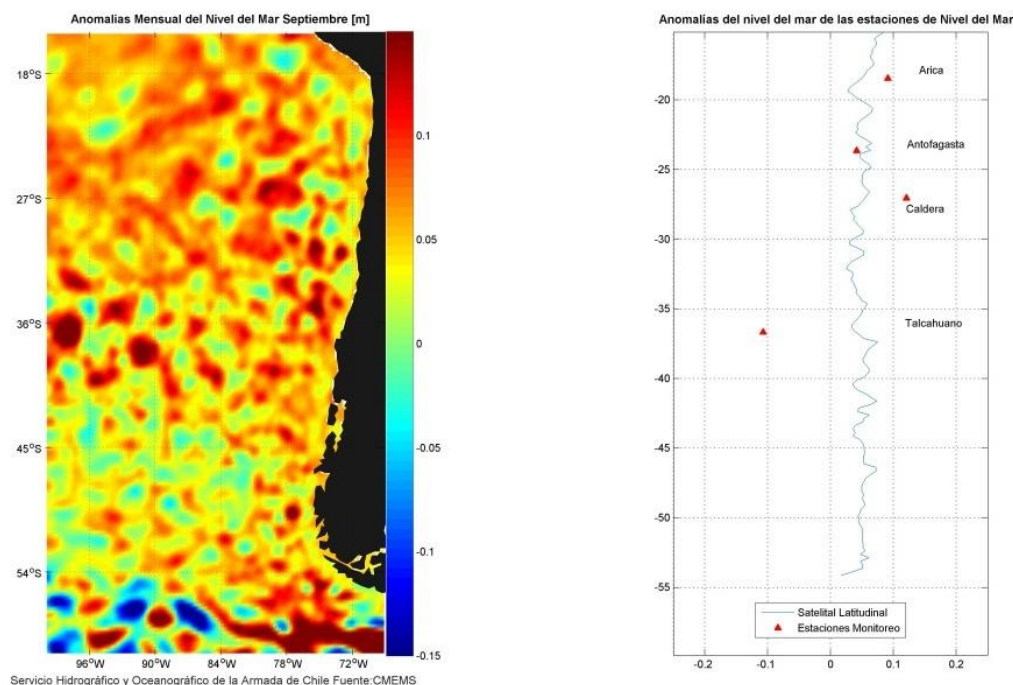 Anomalias Mensual del Nivel del Mar Septiembre [m]
18°S
27°S
36°S
45°S
54°S
96°W
90°W
84°W
78°W
72°W
0.1
0.05
0
-0.05
-0.1
-0.15
Servicio Hidrográfico y Oceanográfico de la Armada de Chile Fuente:CMEMS
Anomalías del nivel del mar de las estaciones de Nivel del Mar
Arica
Antofagasta
Caldera
Talcahuano
-20
-25
-30
-35
-40
-45
-50
-55
Satelital Latitudinal
Estaciones Monitoreo
-0.2
-0.1
0
0.1
0.2